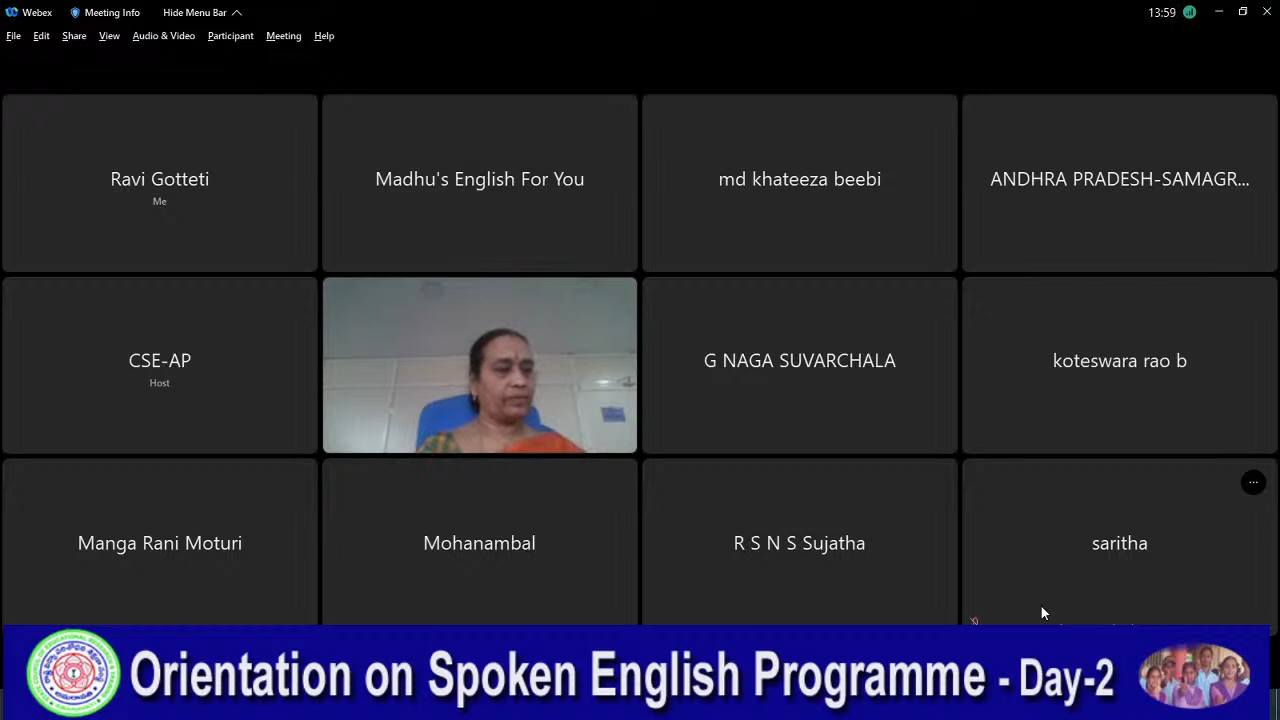 Webex
Meeting Info
Hide Menu Bar
13:59
File
Edit
Share
View
Audio & Video
Participant
Meeting
Help
Ravi Gotteti
Me
Madhu's English For You
md khateeza beebi
ANDHRA PRADESH-SAMAGR...
CSE-AP
Host
G NAGA SUVARCHALA
koteswara rao b
Manga Rani Moturi
Mohanambal
R S N S Sujatha
saritha
Orientation on Spoken English Programme - Day-2